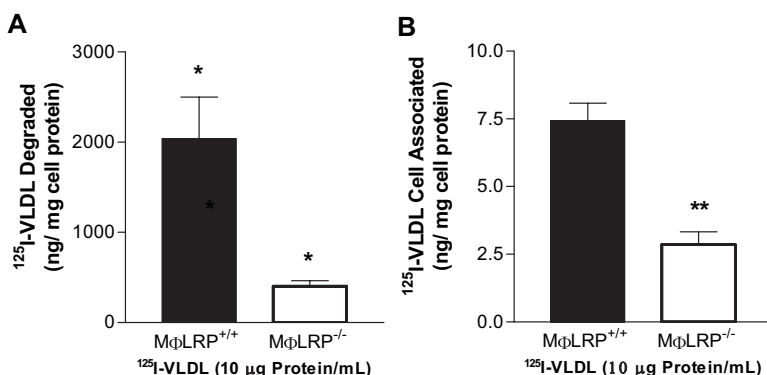 A
¹²⁵I-VLDL Degraded
(ng/ mg cell protein)
3000
2000
1000
0
*
*
*
MΦLRP⁺/⁺
MΦLRP⁻/⁻
¹²⁵I-VLDL (10 μg Protein/mL)
B
¹²⁵I-VLDL Cell Associated
(ng/ mg cell protein)
10.0
7.5
5.0
2.5
0.0
**
MΦLRP⁺/⁺
MΦLRP⁻/⁻
¹²⁵I-VLDL (10 μg Protein/mL)